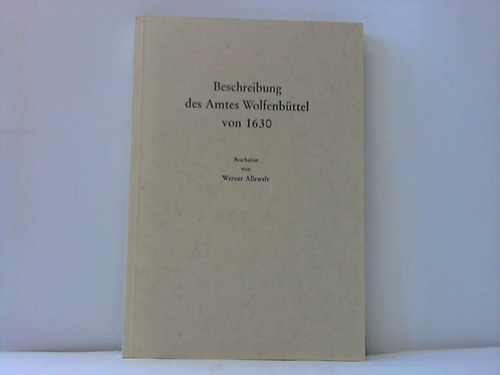 Beschreibung
des Amtes Wolfenbüttel
von 1630
Bearbeitet
von
Werner Allewelt